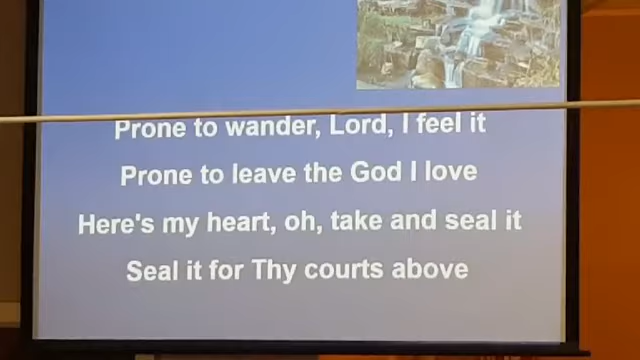 Prone to wander, Lord, I feel it
Prone to leave the God I love
Here's my heart, oh, take and seal it
Seal it for Thy courts above